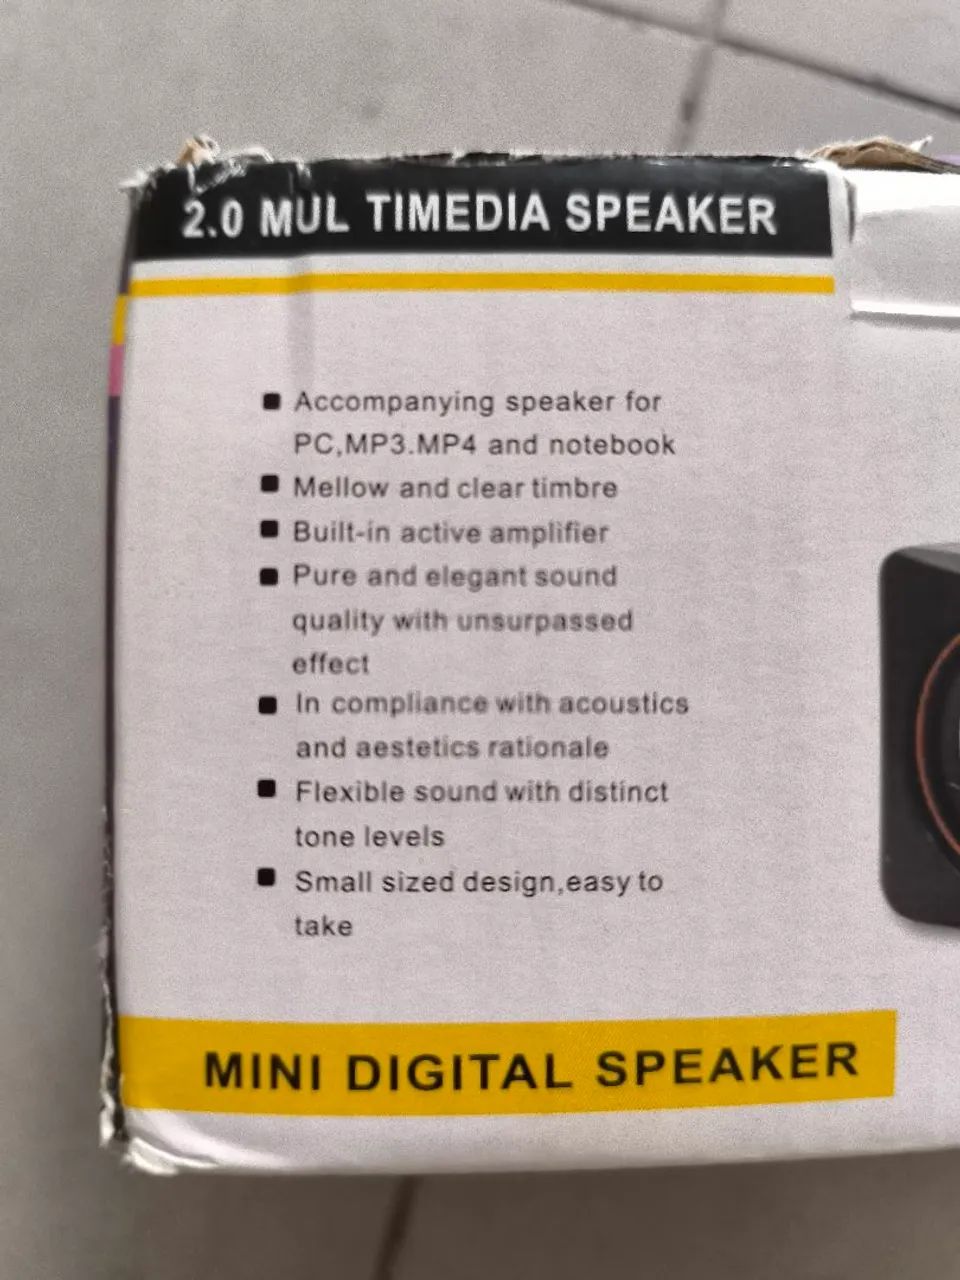 2.0 MUL TIMEDIA SPEAKER
■ Accompanying speaker for
PC,MP3.MP4 and notebook
■ Mellow and clear timbre
■ Built-in active amplifier
■ Pure and elegant sound
quality with unsurpassed
effect
■ In compliance with acoustics
and aestetics rationale
■ Flexible sound with distinct
tone levels
■ Small sized design,easy to
take
MINI DIGITAL SPEAKER